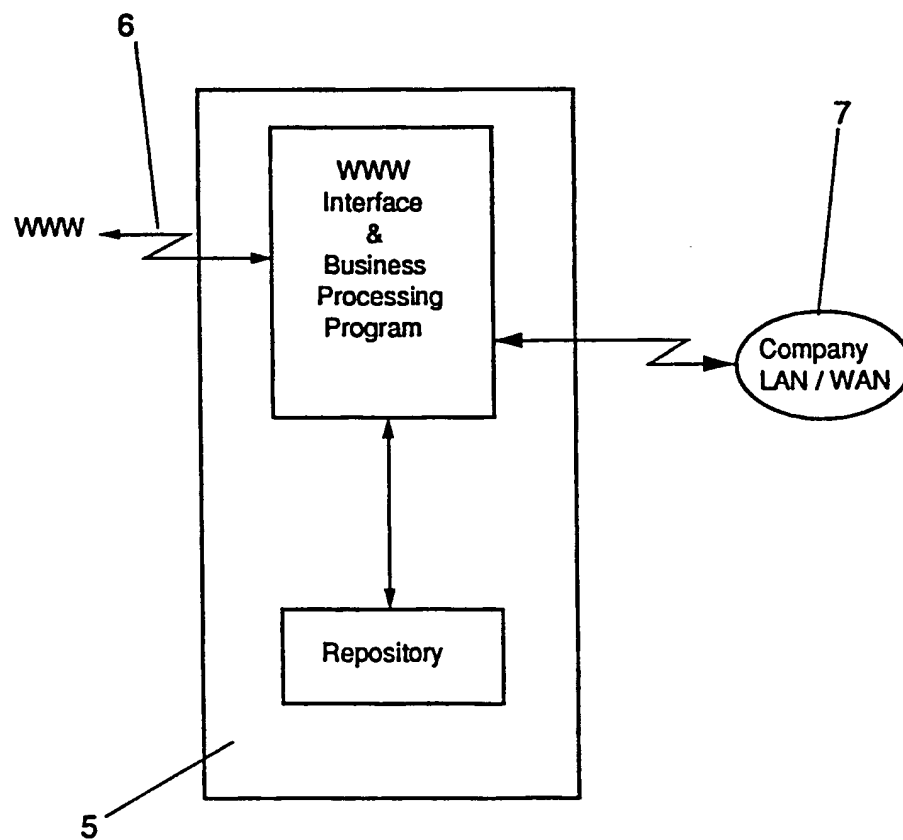 6
7
WWW
WWW
Interface
&
Business
Processing
Program
Company
LAN / WAN
Repository
5